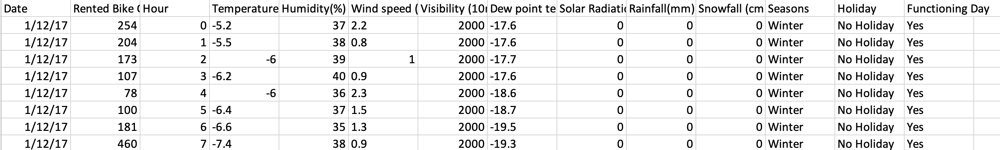 Date Rented Bike C Hour Temperature Humidity(%) Wind speed ( Visibility (10m Dew point te Solar Radiatio Rainfall(mm) Snowfall (cm Seasons Holiday Functioning Day
1/12/17 254 0 -5.2 37 2.2 2000 -17.6 0 0 0 Winter No Holiday Yes
1/12/17 204 1 -5.5 38 0.8 2000 -17.6 0 0 0 Winter No Holiday Yes
1/12/17 173 2 -6 39 1 2000 -17.7 0 0 0 Winter No Holiday Yes
1/12/17 107 3 -6.2 40 0.9 2000 -17.6 0 0 0 Winter No Holiday Yes
1/12/17 78 4 -6 36 2.3 2000 -18.6 0 0 0 Winter No Holiday Yes
1/12/17 100 5 -6.4 37 1.5 2000 -18.7 0 0 0 Winter No Holiday Yes
1/12/17 181 6 -6.6 35 1.3 2000 -19.5 0 0 0 Winter No Holiday Yes
1/12/17 460 7 -7.4 38 0.9 2000 -19.3 0 0 0 Winter No Holiday Yes